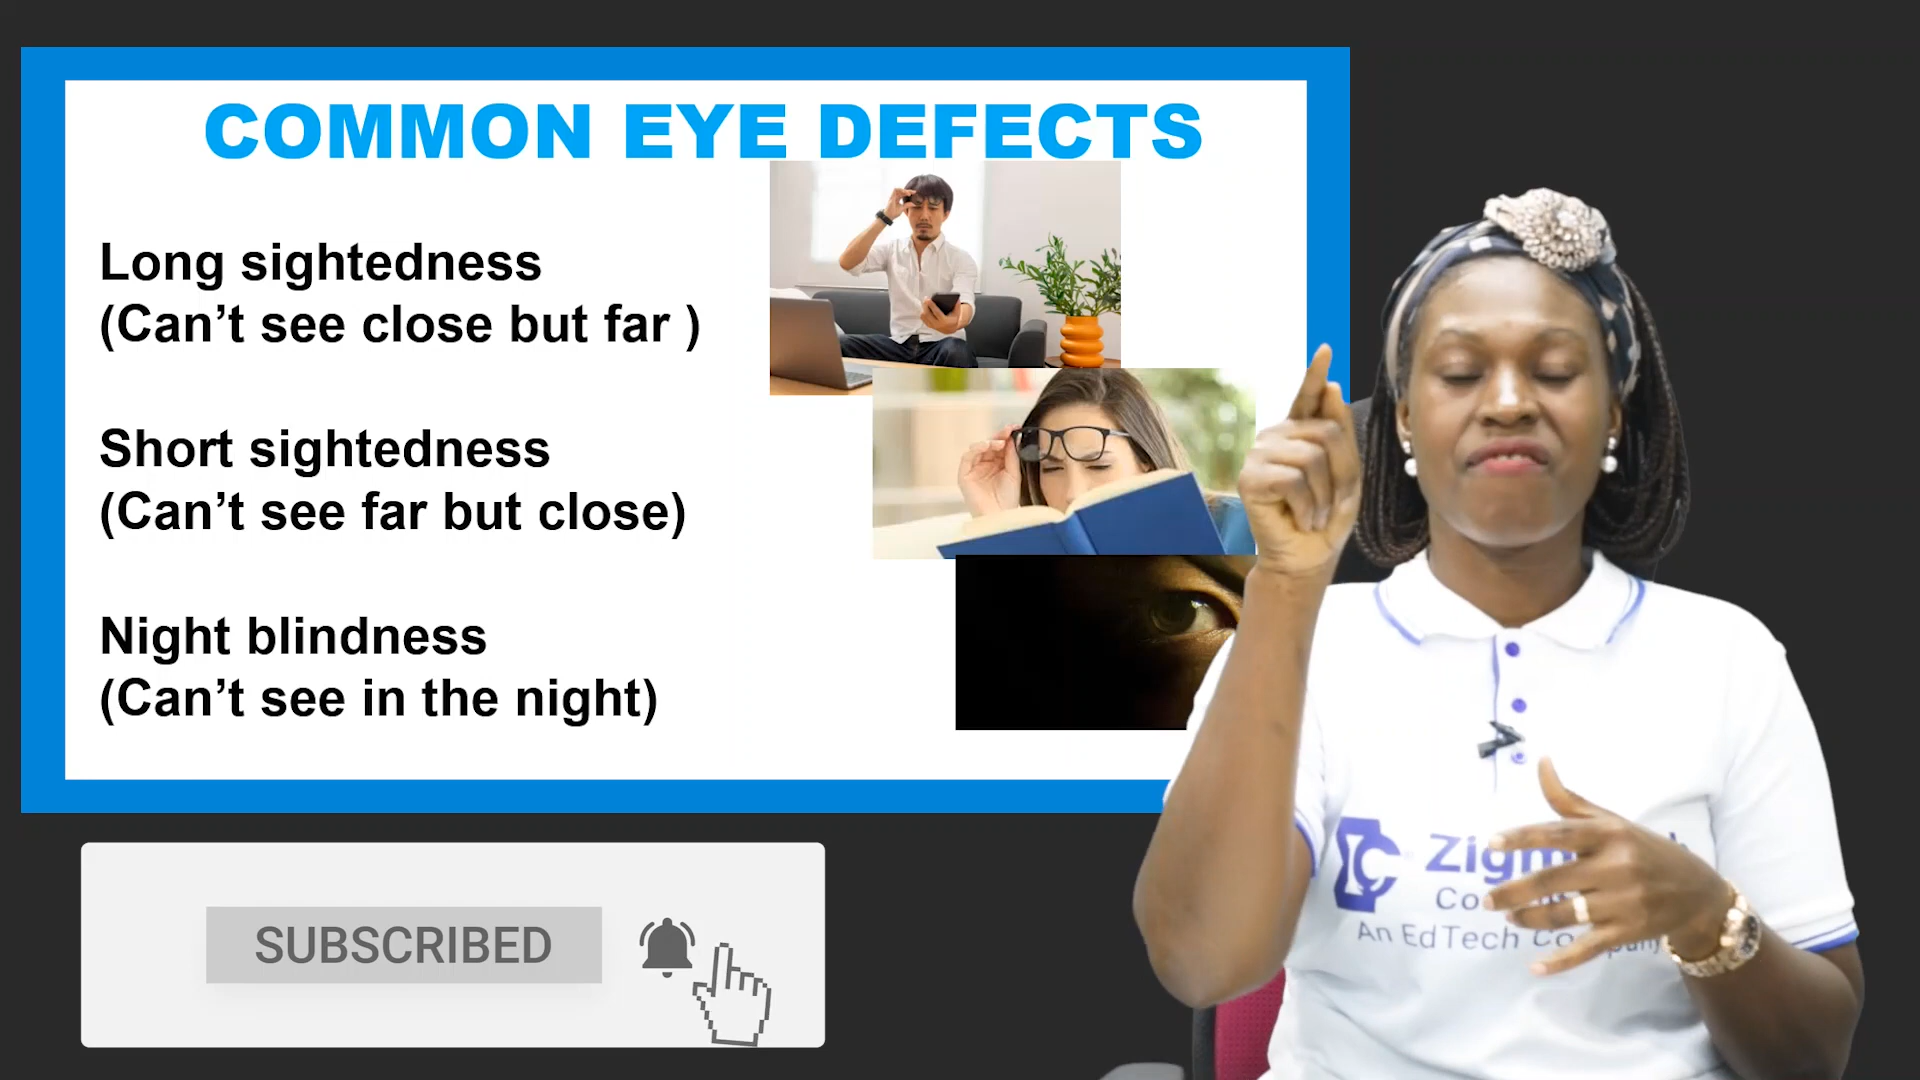 COMMON EYE DEFECTS
Long sightedness
(Can't see close but far )
Short sightedness
(Can't see far but close)
Night blindness
(Can't see in the night)
SUBSCRIBED
An EdTech